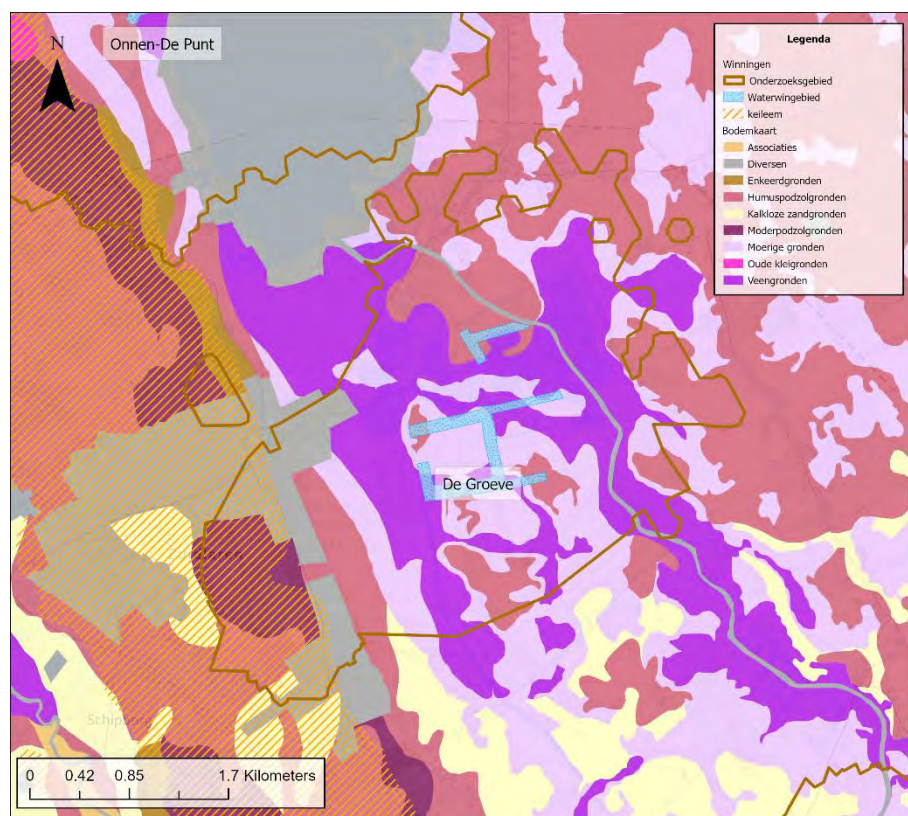 Onnen-De Punt
N
Legenda
Winningen
Onderzoeksgebied
Waterwingebied
keileem
Bodemkaart
Associaties
Diversen
Enkeerdgronden
Humuspodzolgronden
Kalkloze zandgronden
Moderpodzolgronden
Moerige gronden
Oude kleigronden
Veengronden
De Groeve
Schipborg
0 0.42 0.85 1.7 Kilometers